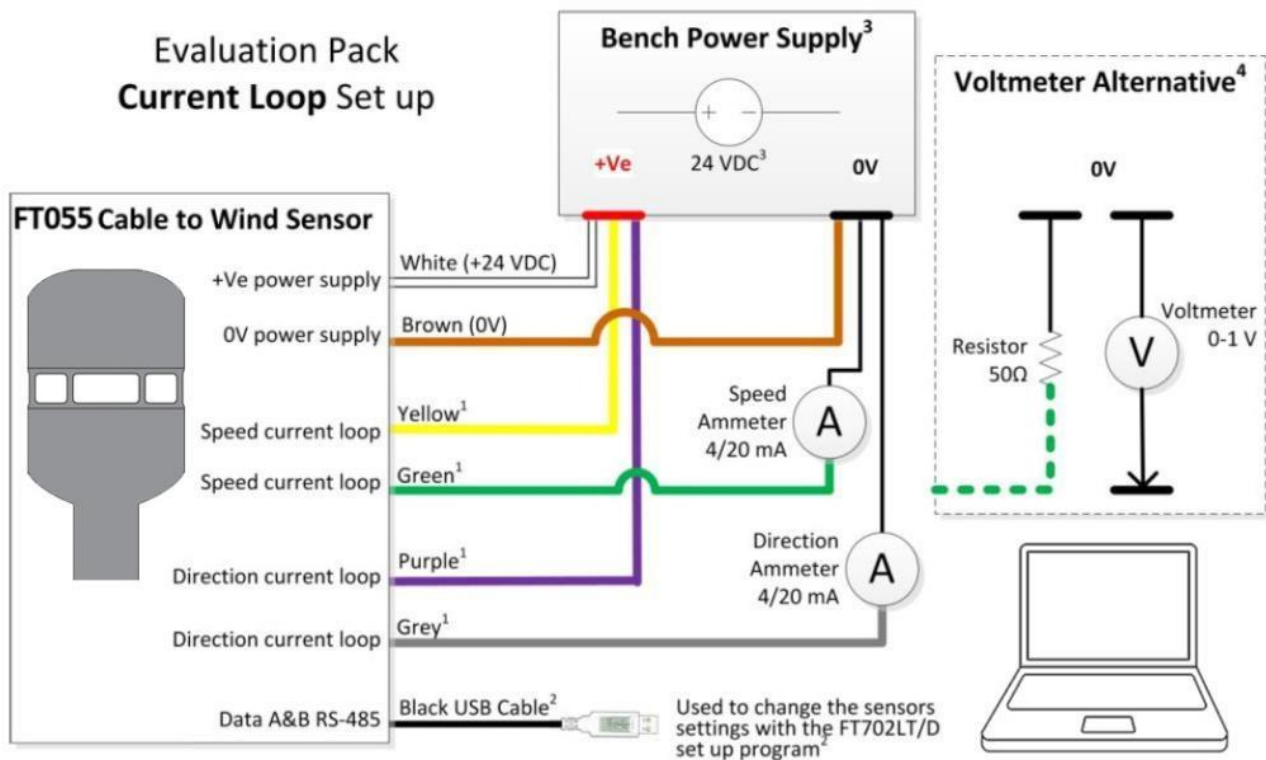 Evaluation Pack
Current Loop Set up
Bench Power Supply³
+ −
24 VDC³
+Ve
0V
Voltmeter Alternative⁴
0V
Resistor
50Ω
V
Voltmeter
0-1 V
FT055 Cable to Wind Sensor
+Ve power supply
White (+24 VDC)
0V power supply
Brown (0V)
Speed current loop
Yellow¹
Speed current loop
Green¹
Direction current loop
Purple¹
Direction current loop
Grey¹
Data A&B RS-485
Black USB Cable²
Speed
Ammeter
4/20 mA
A
Direction
Ammeter
4/20 mA
A
Used to change the sensors
settings with the FT702LT/D
set up program²